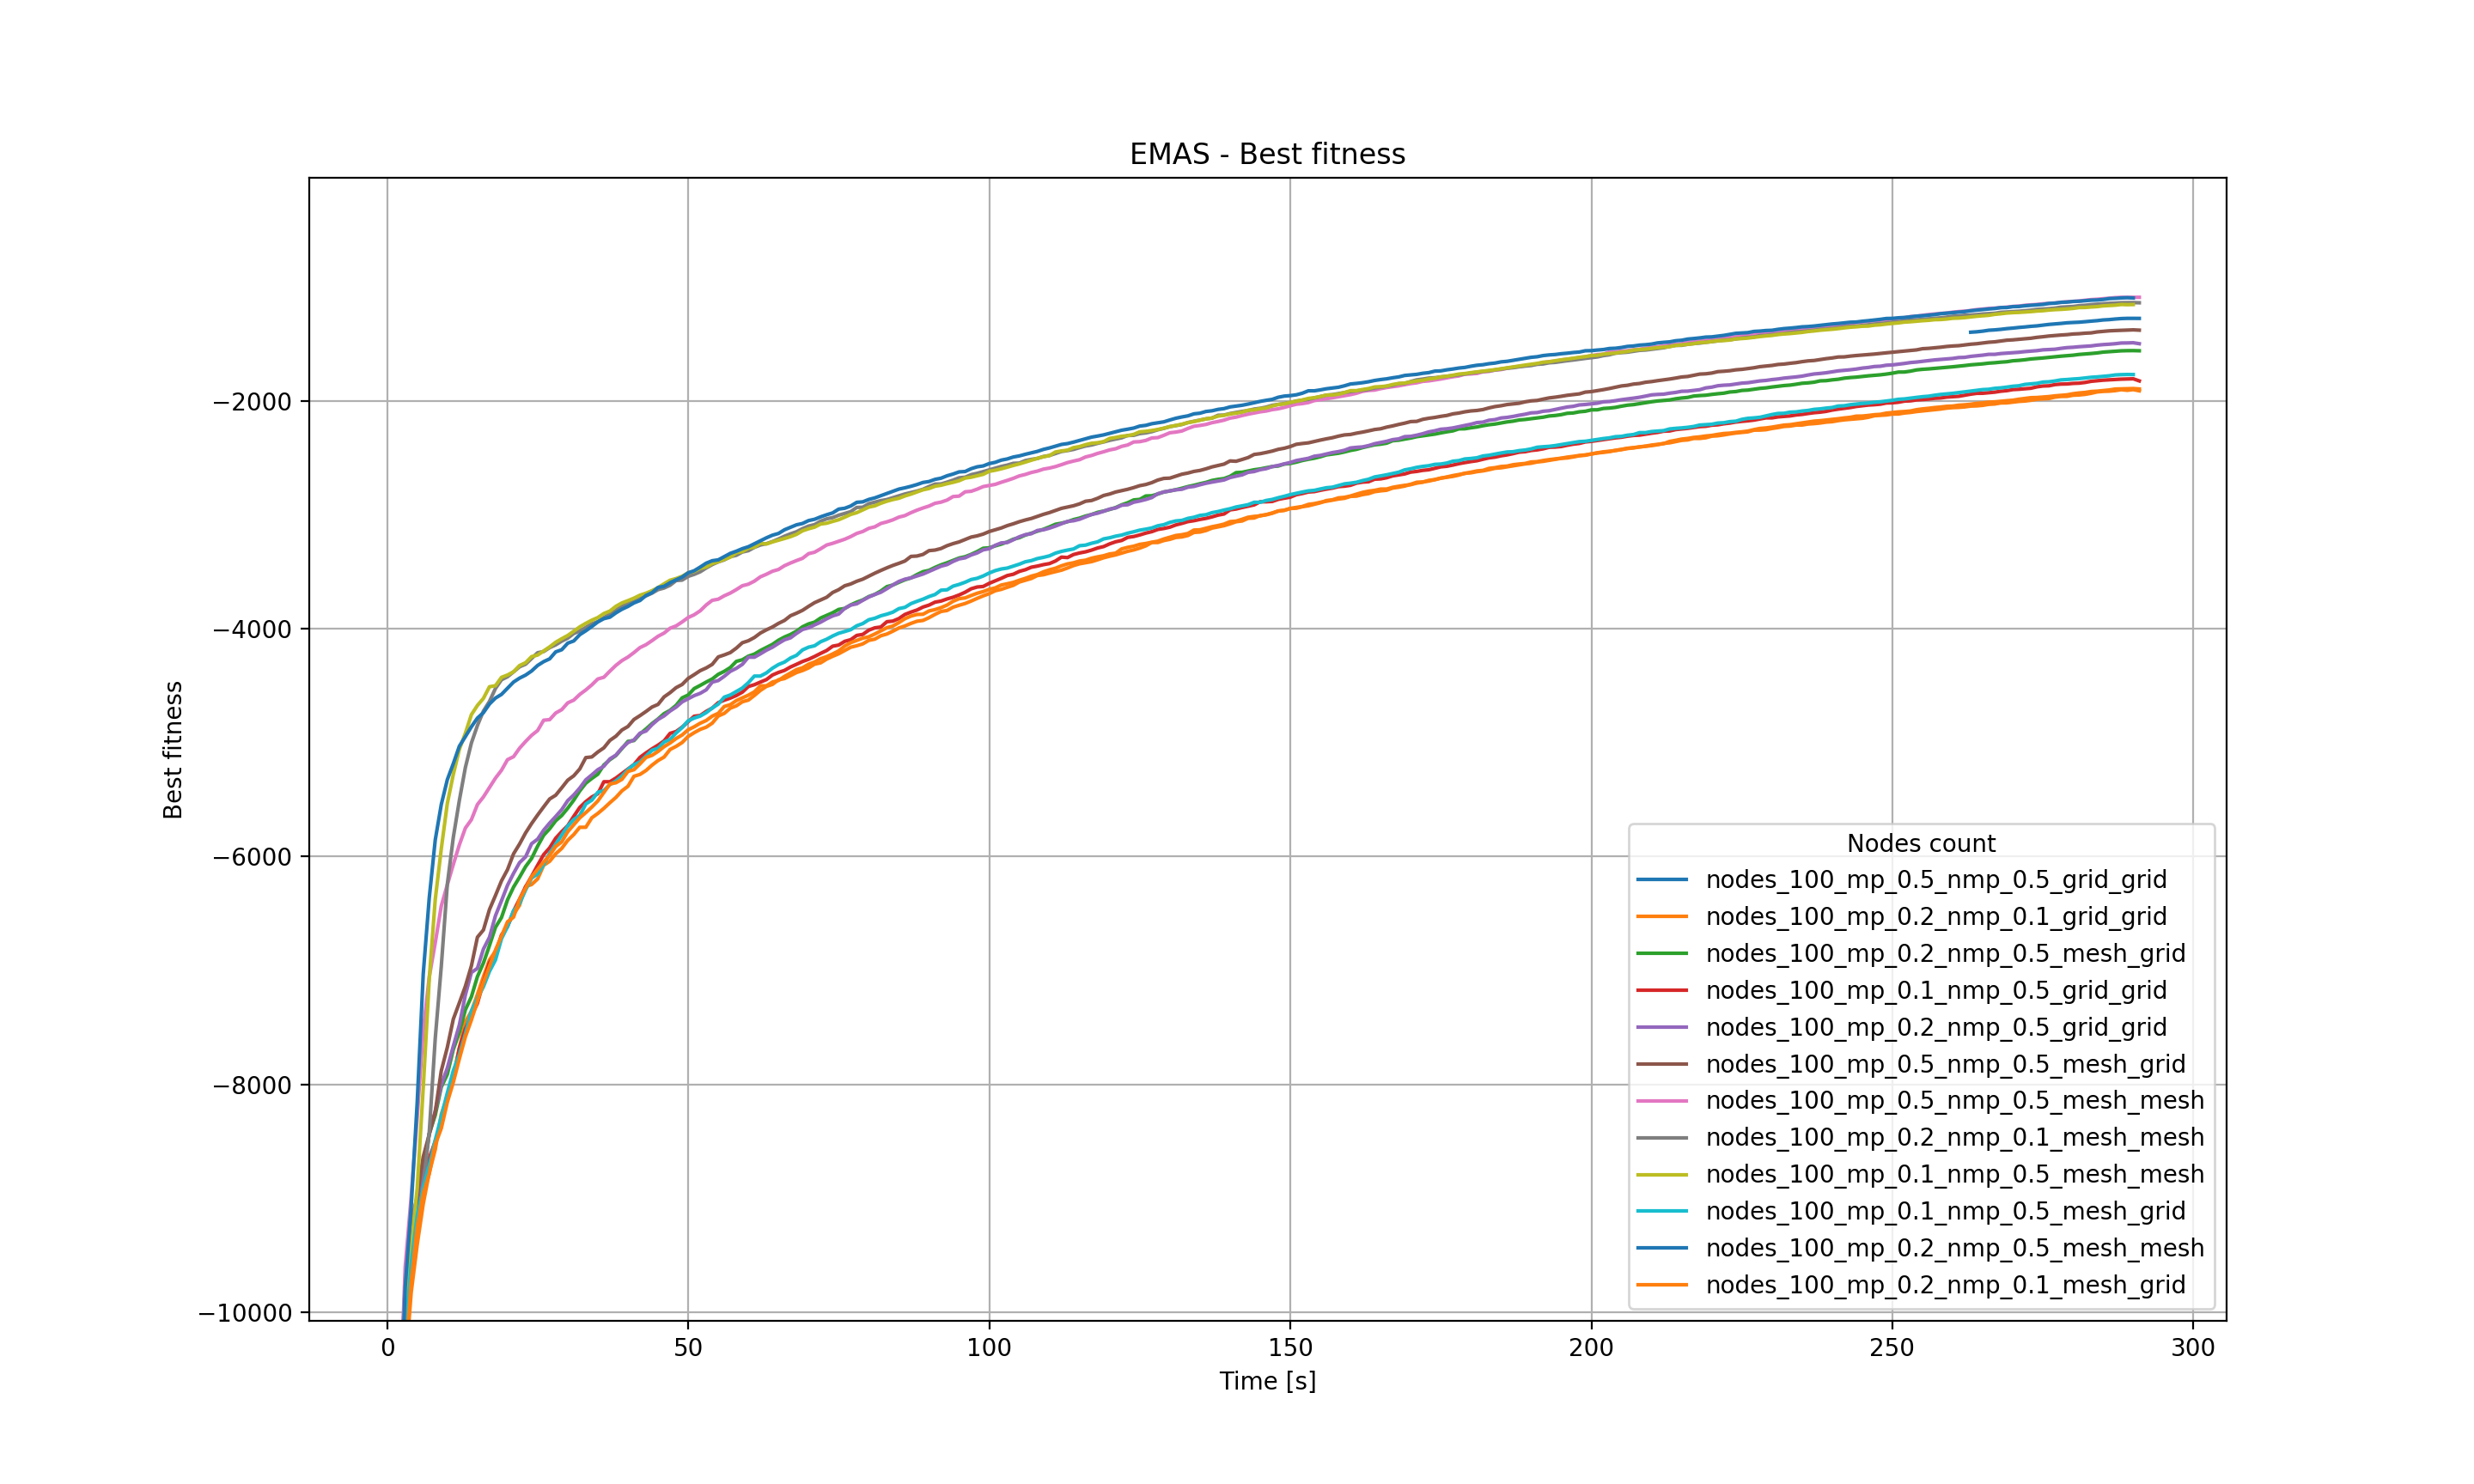 EMAS - Best fitness
Best fitness
−2000
−4000
−6000
−8000
−10000
Nodes count
nodes_100_mp_0.5_nmp_0.5_grid_grid
nodes_100_mp_0.2_nmp_0.1_grid_grid
nodes_100_mp_0.2_nmp_0.5_mesh_grid
nodes_100_mp_0.1_nmp_0.5_grid_grid
nodes_100_mp_0.2_nmp_0.5_grid_grid
nodes_100_mp_0.5_nmp_0.5_mesh_grid
nodes_100_mp_0.5_nmp_0.5_mesh_mesh
nodes_100_mp_0.2_nmp_0.1_mesh_mesh
nodes_100_mp_0.1_nmp_0.5_mesh_mesh
nodes_100_mp_0.1_nmp_0.5_mesh_grid
nodes_100_mp_0.2_nmp_0.5_mesh_mesh
nodes_100_mp_0.2_nmp_0.1_mesh_grid
0 50 100 150 200 250 300
Time [s]